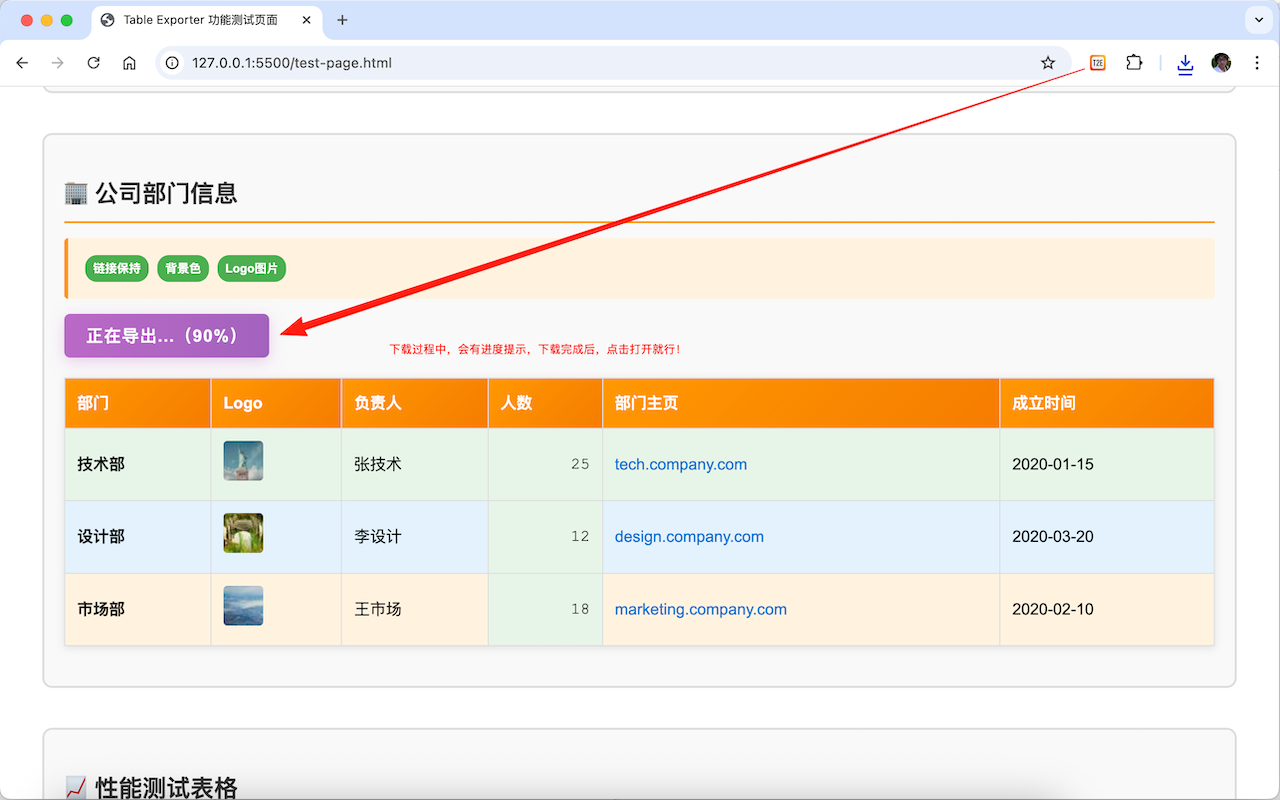 Table Exporter 功能测试页面
127.0.0.1:5500/test-page.html
T2E
公司部门信息
链接保持 背景色 Logo图片
正在导出...（90%）
下载过程中，会有进度提示，下载完成后，点击打开就行！
部门 Logo 负责人 人数 部门主页 成立时间
技术部 张技术 25 tech.company.com 2020-01-15
设计部 李设计 12 design.company.com 2020-03-20
市场部 王市场 18 marketing.company.com 2020-02-10
性能测试表格